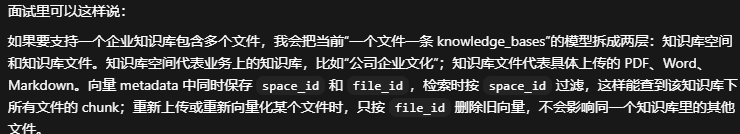 面试里可以这样说：
如果要支持一个企业知识库包含多个文件，我会把当前“一个文件一条 knowledge_bases”的模型拆成两层：知识库空间
和知识库文件。知识库空间代表业务上的知识库，比如“公司企业文化”；知识库文件代表具体上传的 PDF、Word、
Markdown。向量 metadata 中同时保存 space_id 和 file_id，检索时按 space_id 过滤，这样能查到该知识库下
所有文件的 chunk；重新上传或重新向量化某个文件时，只按 file_id 删除旧向量，不会影响同一个知识库里的其他
文件。